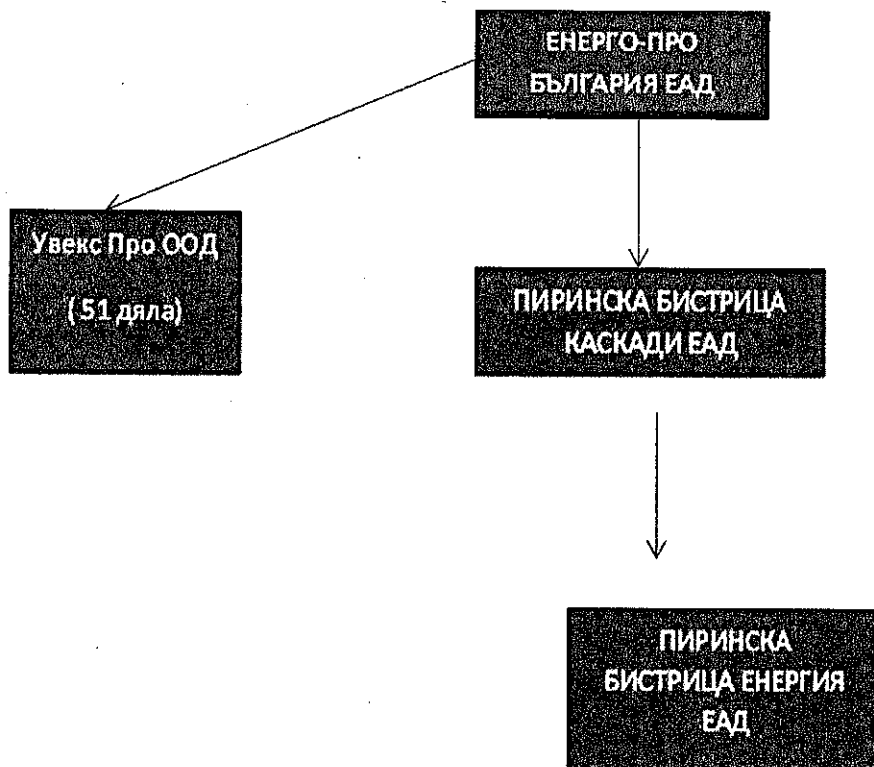 ЕНЕРГО-ПРО
БЪЛГАРИЯ ЕАД
Увекс Про ООД
( 51 дяла)
ПИРИНСКА БИСТРИЦА
КАСКАДИ ЕАД
ПИРИНСКА
БИСТРИЦА ЕНЕРГИЯ
ЕАД